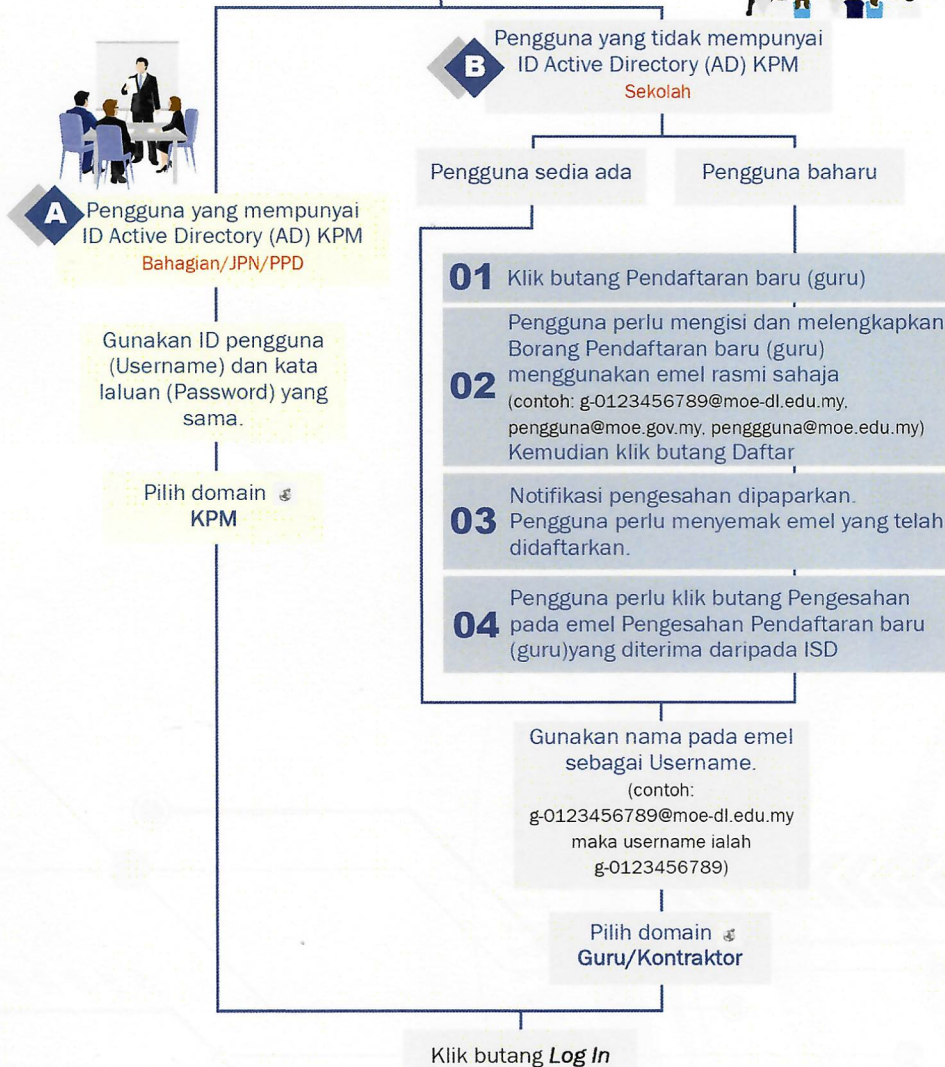 B
Pengguna yang tidak mempunyai
ID Active Directory (AD) KPM
Sekolah
Pengguna sedia ada
Pengguna baharu
A
Pengguna yang mempunyai
ID Active Directory (AD) KPM
Bahagian/JPN/PPD
Gunakan ID pengguna
(Username) dan kata
laluan (Password) yang
sama.
Pilih domain
KPM
01 Klik butang Pendaftaran baru (guru)
02
Pengguna perlu mengisi dan melengkapkan
Borang Pendaftaran baru (guru)
menggunakan emel rasmi sahaja
(contoh: g-0123456789@moe-dl.edu.my,
pengguna@moe.gov.my, penggguna@moe.edu.my)
Kemudian klik butang Daftar
03
Notifikasi pengesahan dipaparkan.
Pengguna perlu menyemak emel yang telah
didaftarkan.
04
Pengguna perlu klik butang Pengesahan
pada emel Pengesahan Pendaftaran baru
(guru)yang diterima daripada ISD
Gunakan nama pada emel
sebagai Username.
(contoh:
g-0123456789@moe-dl.edu.my
maka username ialah
g-0123456789)
Pilih domain
Guru/Kontraktor
Klik butang Log In